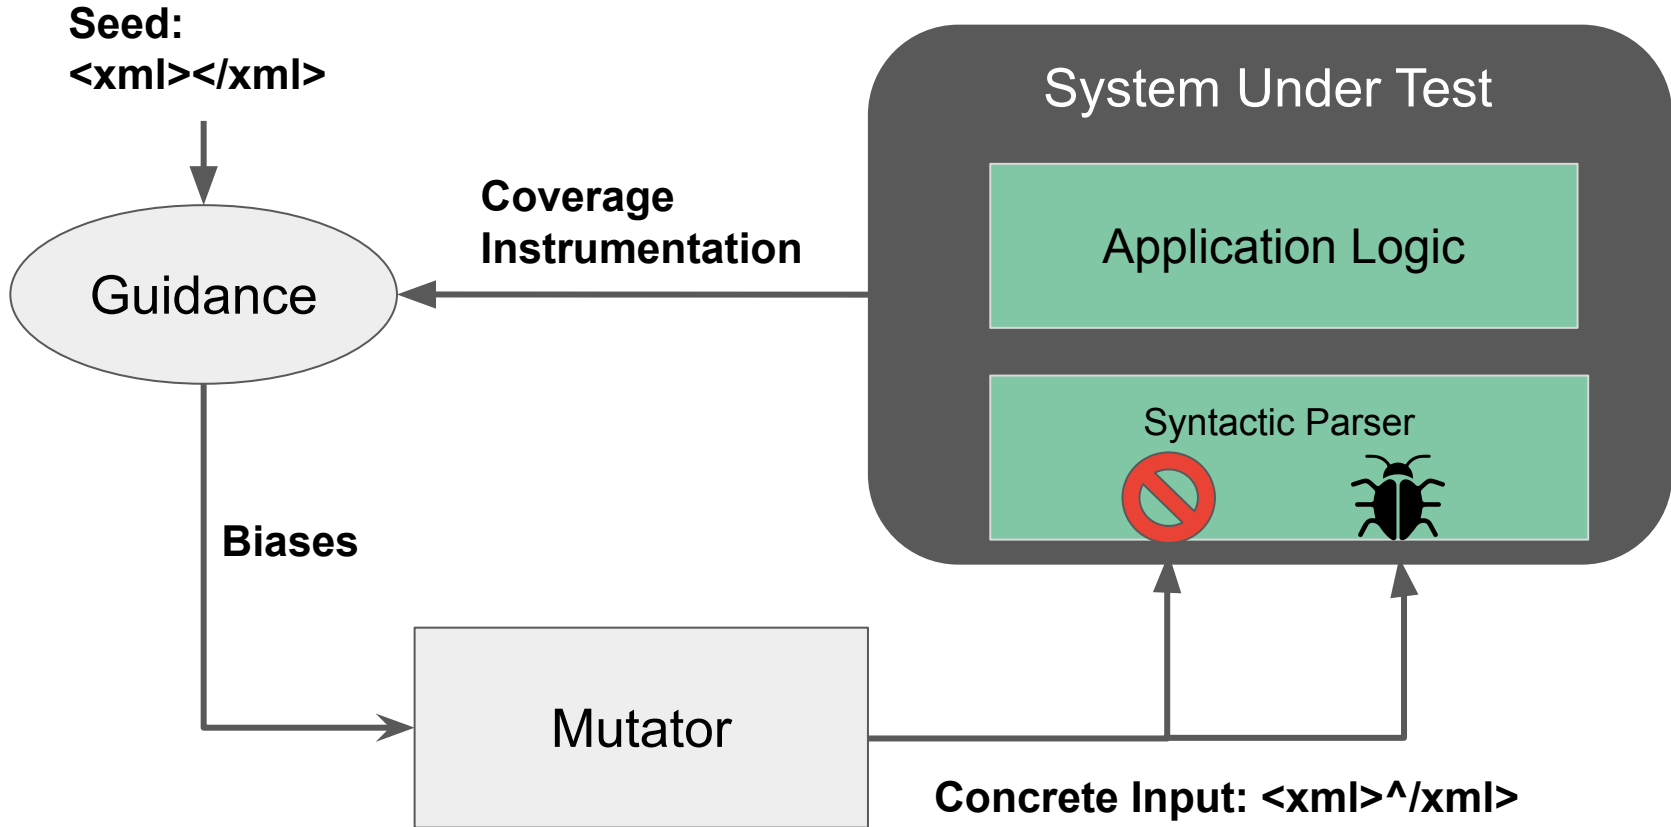 Seed:
<xml></xml>
System Under Test
Coverage
Instrumentation
Application Logic
Guidance
Syntactic Parser
Biases
Mutator
Concrete Input: <xml>^/xml>